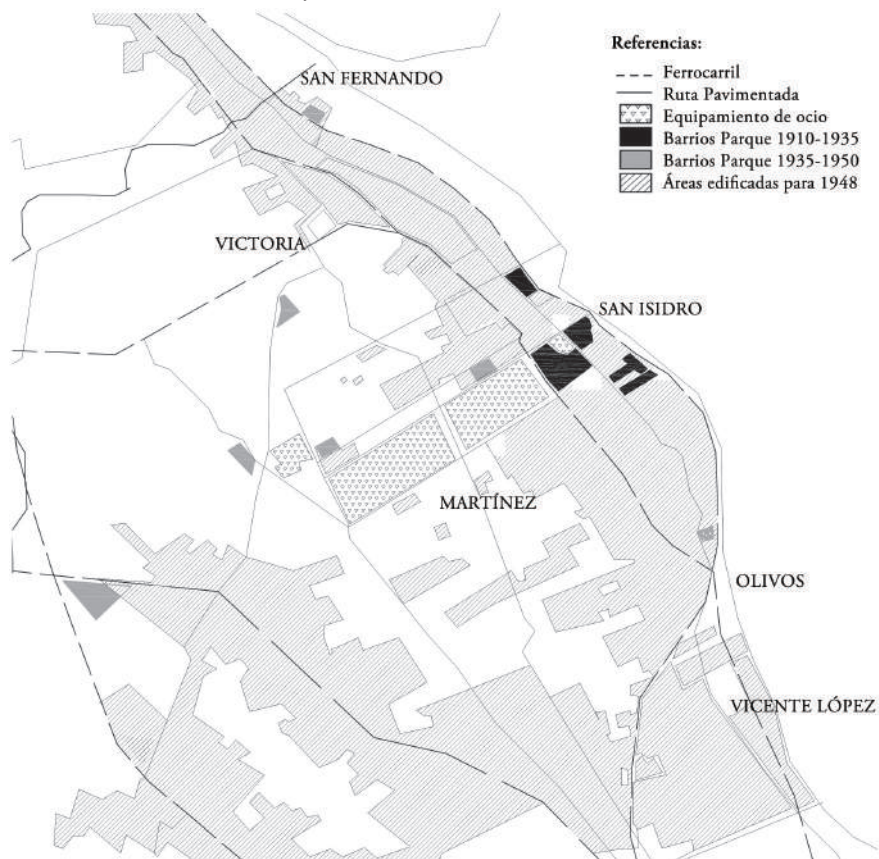 SAN FERNANDO
Referencias:
Ferrocarril
Ruta Pavimentada
Equipamiento de ocio
Barrios Parque 1910-1935
Barrios Parque 1935-1950
Áreas edificadas para 1948
VICTORIA
SAN ISIDRO
MARTÍNEZ
OLIVOS
VICENTE LÓPEZ